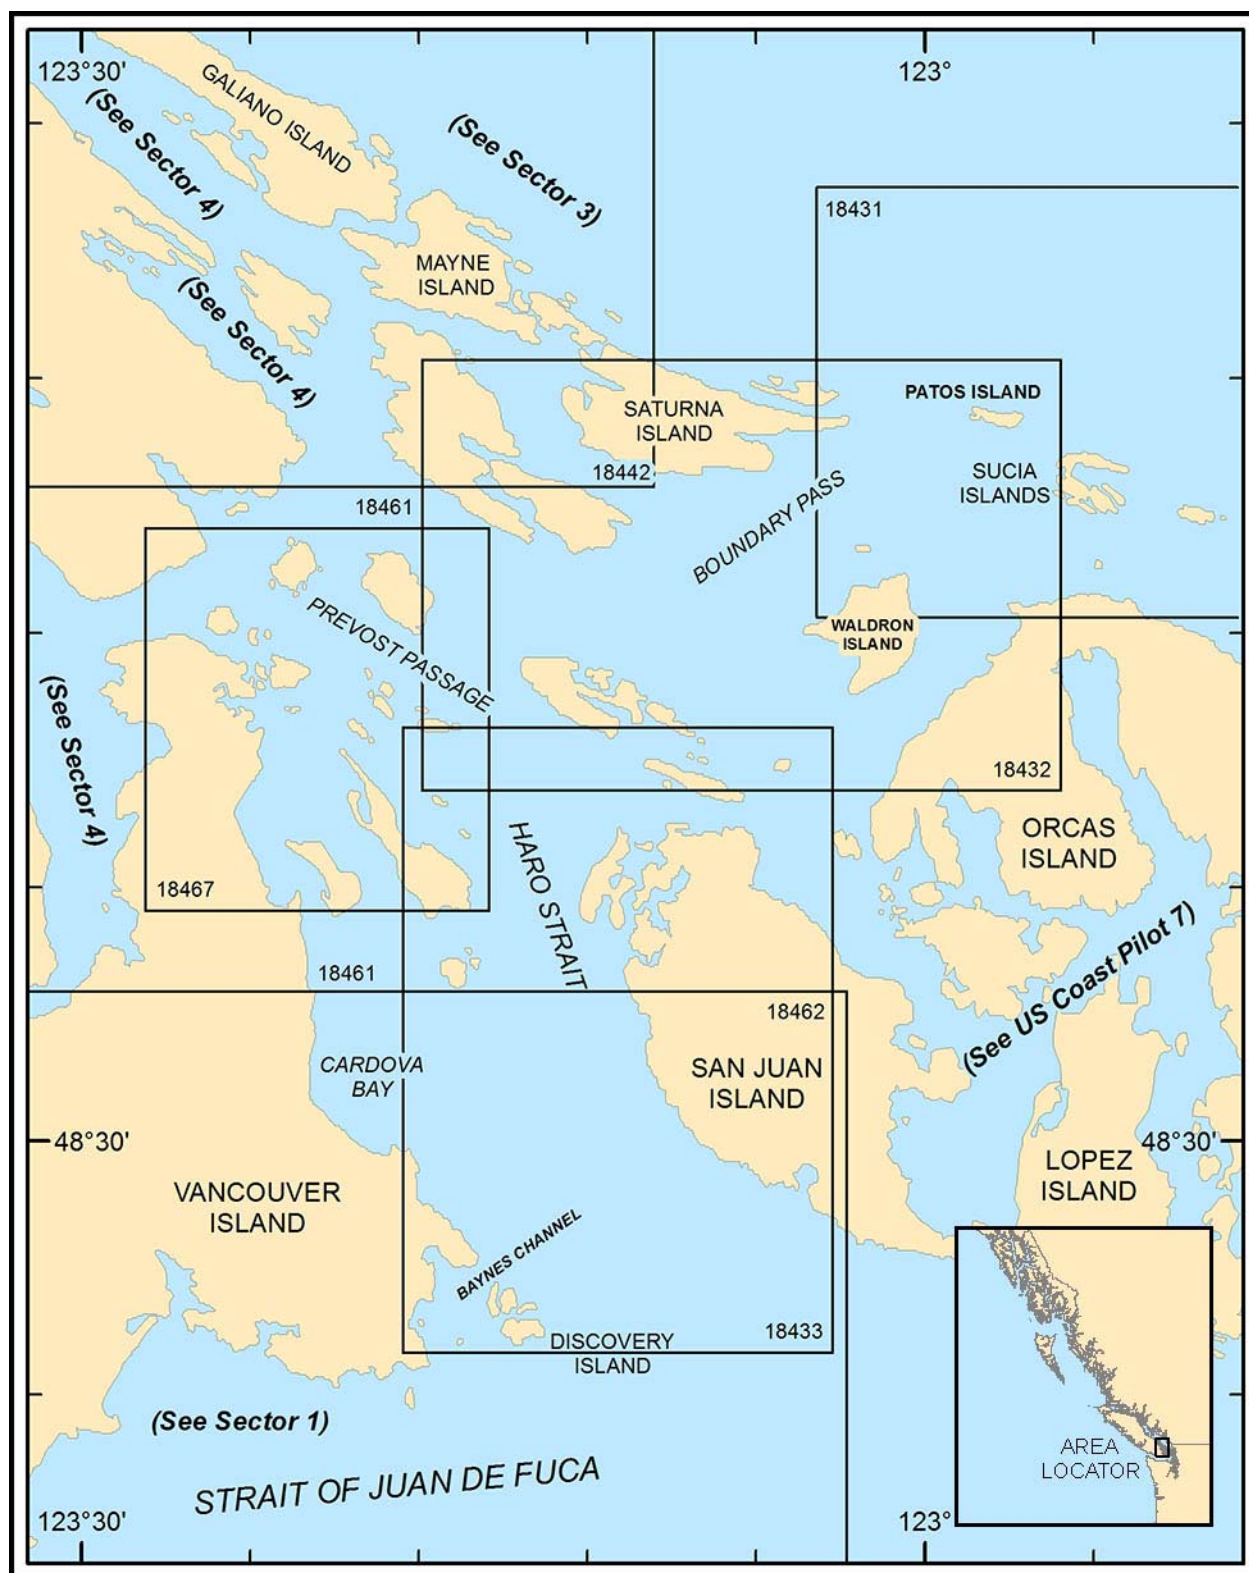 123°30'
123°
GALIANO ISLAND
(See Sector 4)
(See Sector 3)
18431
MAYNE
ISLAND
(See Sector 4)
PATOS ISLAND
SATURNA
ISLAND
18442
SUCIA
ISLANDS
18461
BOUNDARY PASS
PREVOST PASSAGE
WALDRON
ISLAND
(See Sector 4)
18432
HARO STRAIT
ORCAS
ISLAND
18467
(See US Coast Pilot 7)
18461
18462
CARDOVA
BAY
SAN JUAN
ISLAND
48°30'
48°30'
LOPEZ
ISLAND
VANCOUVER
ISLAND
BAYNES CHANNEL
18433
DISCOVERY
ISLAND
(See Sector 1)
AREA
LOCATOR
STRAIT OF JUAN DE FUCA
123°30'
123°